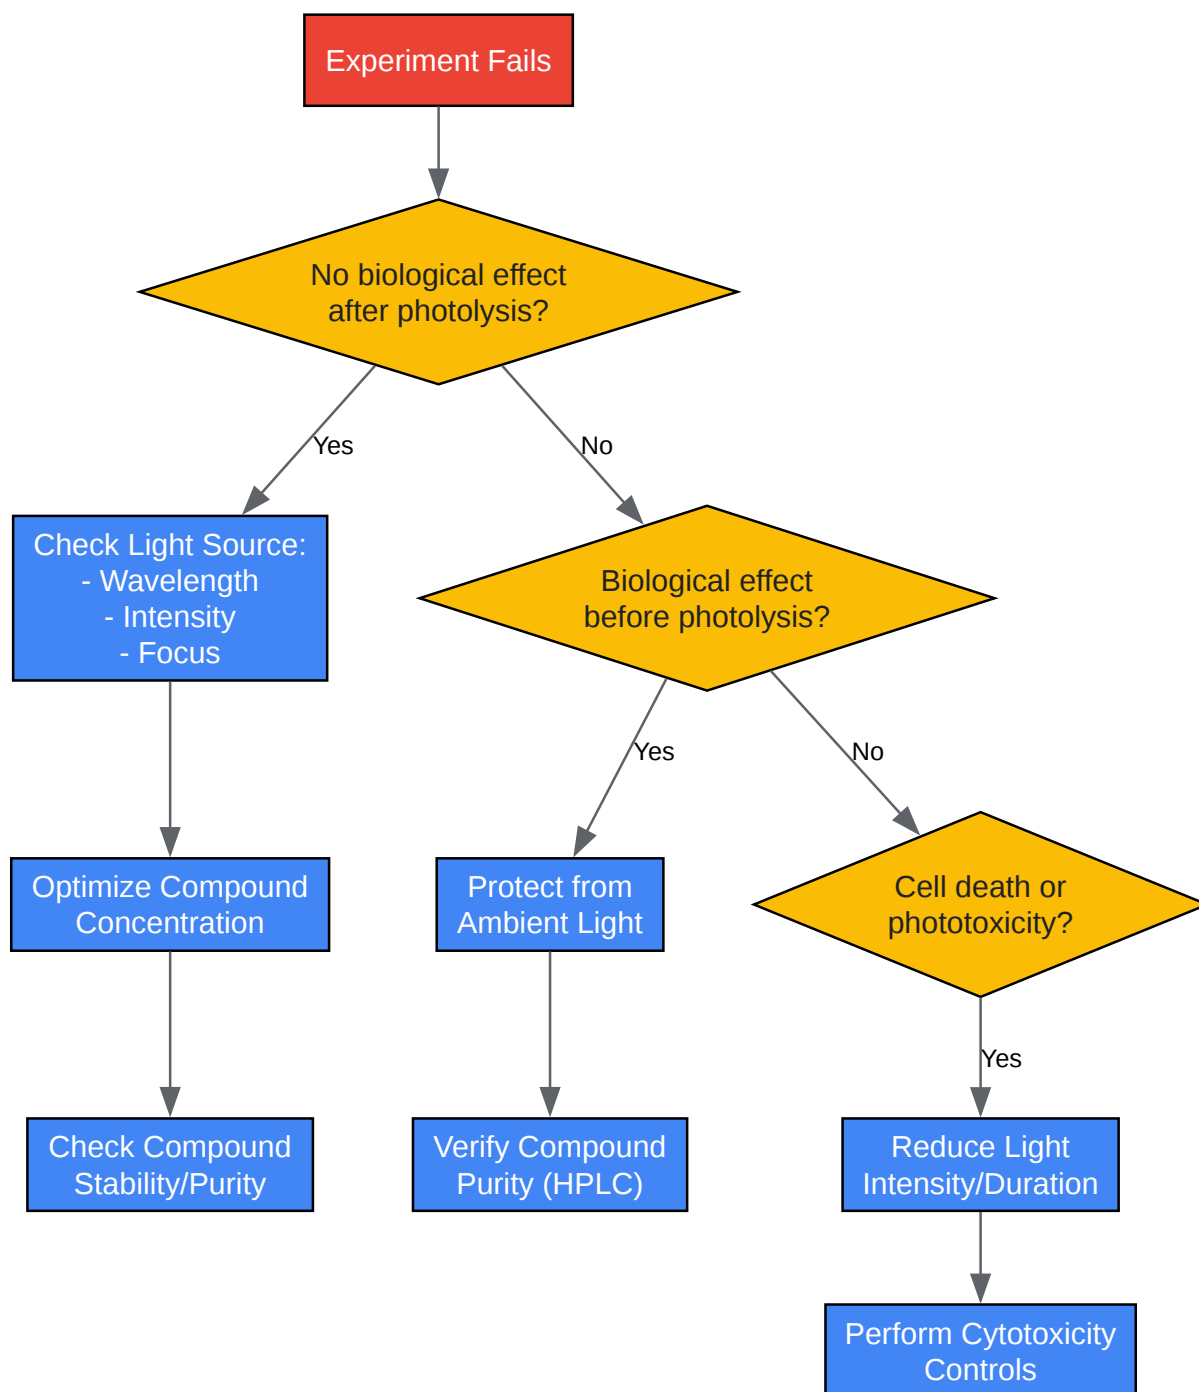 Experiment Fails
No biological effect
after photolysis?
Yes
No
Check Light Source:
- Wavelength
- Intensity
- Focus
Biological effect
before photolysis?
Yes
No
Optimize Compound
Concentration
Protect from
Ambient Light
Cell death or
phototoxicity?
Yes
Check Compound
Stability/Purity
Verify Compound
Purity (HPLC)
Reduce Light
Intensity/Duration
Perform Cytotoxicity
Controls